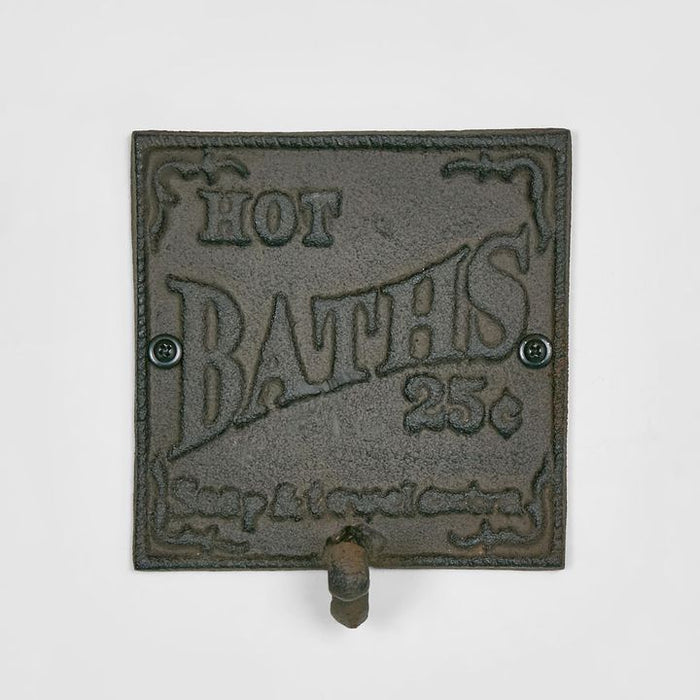 HOT
BATHS
25¢
Soap & towel extra